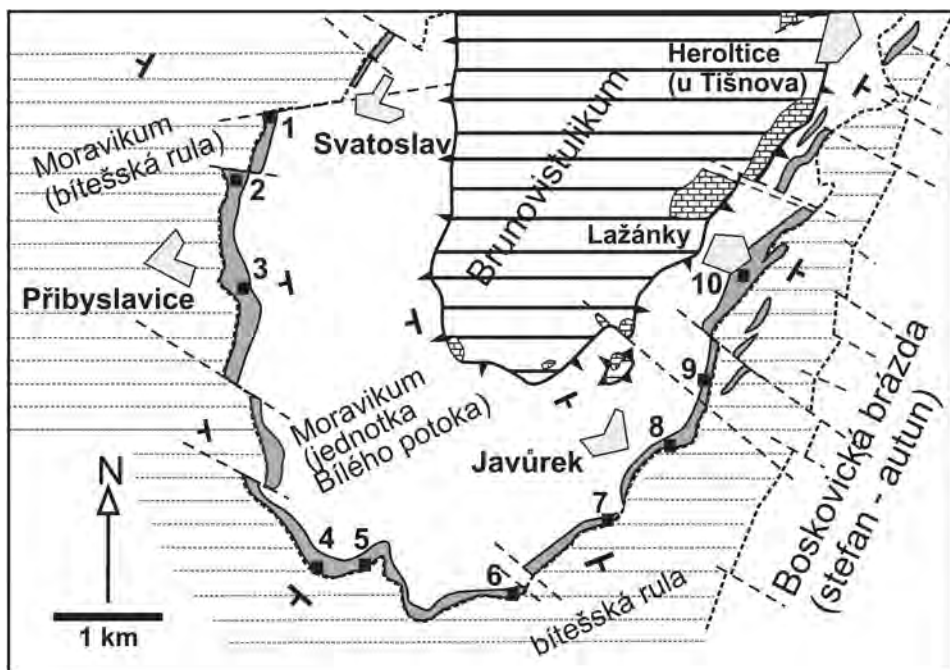 Heroltice
(u Tišnova)
1
Svatoslav
Moravikum
(bítešská rula)
2
Brunovistulikum
Lažánky
3
10
Přibyslavice
9
Moravikum
(jednotka
Bílého potoka)
8
Javůrek
N
7
4
5
6
1 km
bítešská rula
Boskovická brázda
(stefan - autun)